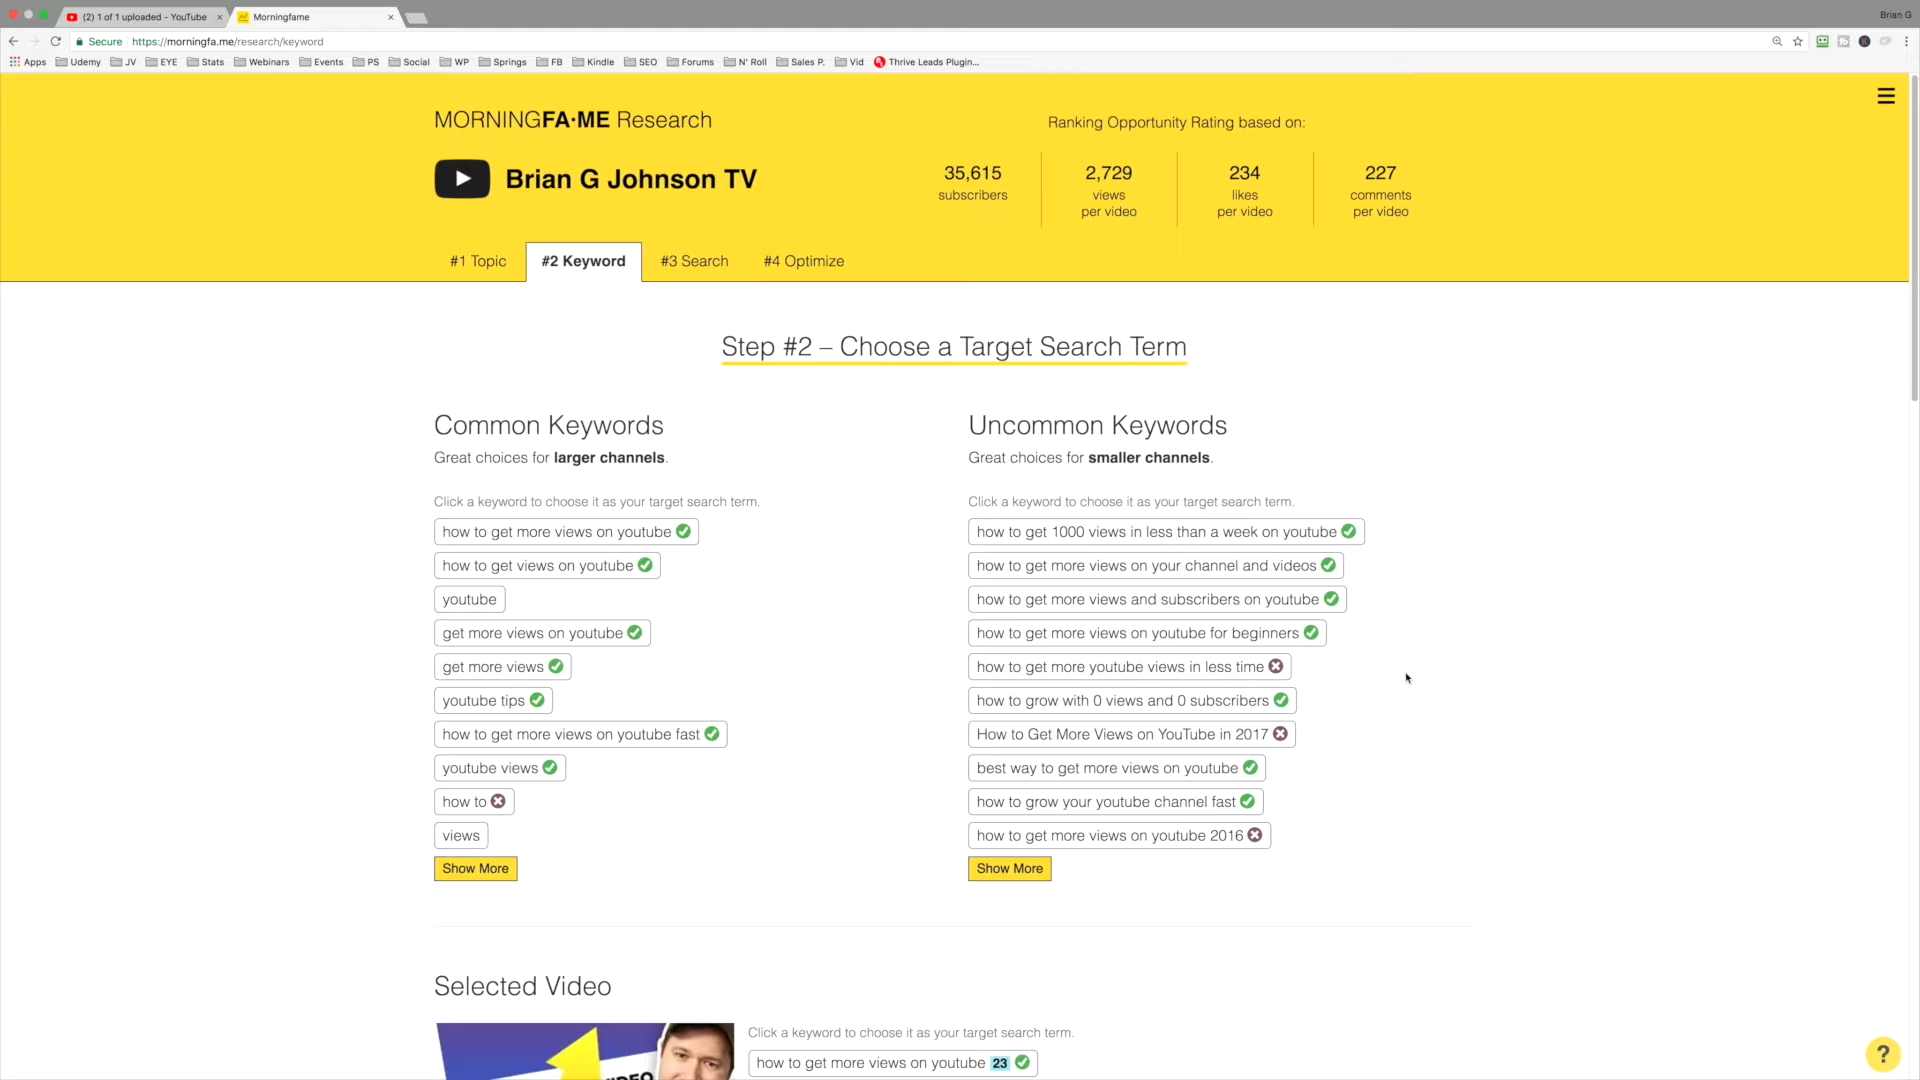 (2) 1 of 1 uploaded - YouTube
Morningfame
Brian G
Secure
https://morningfa.me/research/keyword
Apps
Udemy
JV
EYE
Stats
Webinars
Events
PS
Social
WP
Springs
FB
Kindle
SEO
Forums
N' Roll
Sales P.
Vid
Thrive Leads Plugin...
MORNINGFA·ME Research
Ranking Opportunity Rating based on:
Brian G Johnson TV
35,615
subscribers
2,729
views
per video
234
likes
per video
227
comments
per video
#1 Topic
#2 Keyword
#3 Search
#4 Optimize
Step #2 – Choose a Target Search Term
Common Keywords
Great choices for larger channels.
Click a keyword to choose it as your target search term.
how to get more views on youtube
how to get views on youtube
youtube
get more views on youtube
get more views
youtube tips
how to get more views on youtube fast
youtube views
how to
views
Show More
Uncommon Keywords
Great choices for smaller channels.
Click a keyword to choose it as your target search term.
how to get 1000 views in less than a week on youtube
how to get more views on your channel and videos
how to get more views and subscribers on youtube
how to get more views on youtube for beginners
how to get more youtube views in less time
how to grow with 0 views and 0 subscribers
How to Get More Views on YouTube in 2017
best way to get more views on youtube
how to grow your youtube channel fast
how to get more views on youtube 2016
Show More
Selected Video
Click a keyword to choose it as your target search term.
how to get more views on youtube 23
?